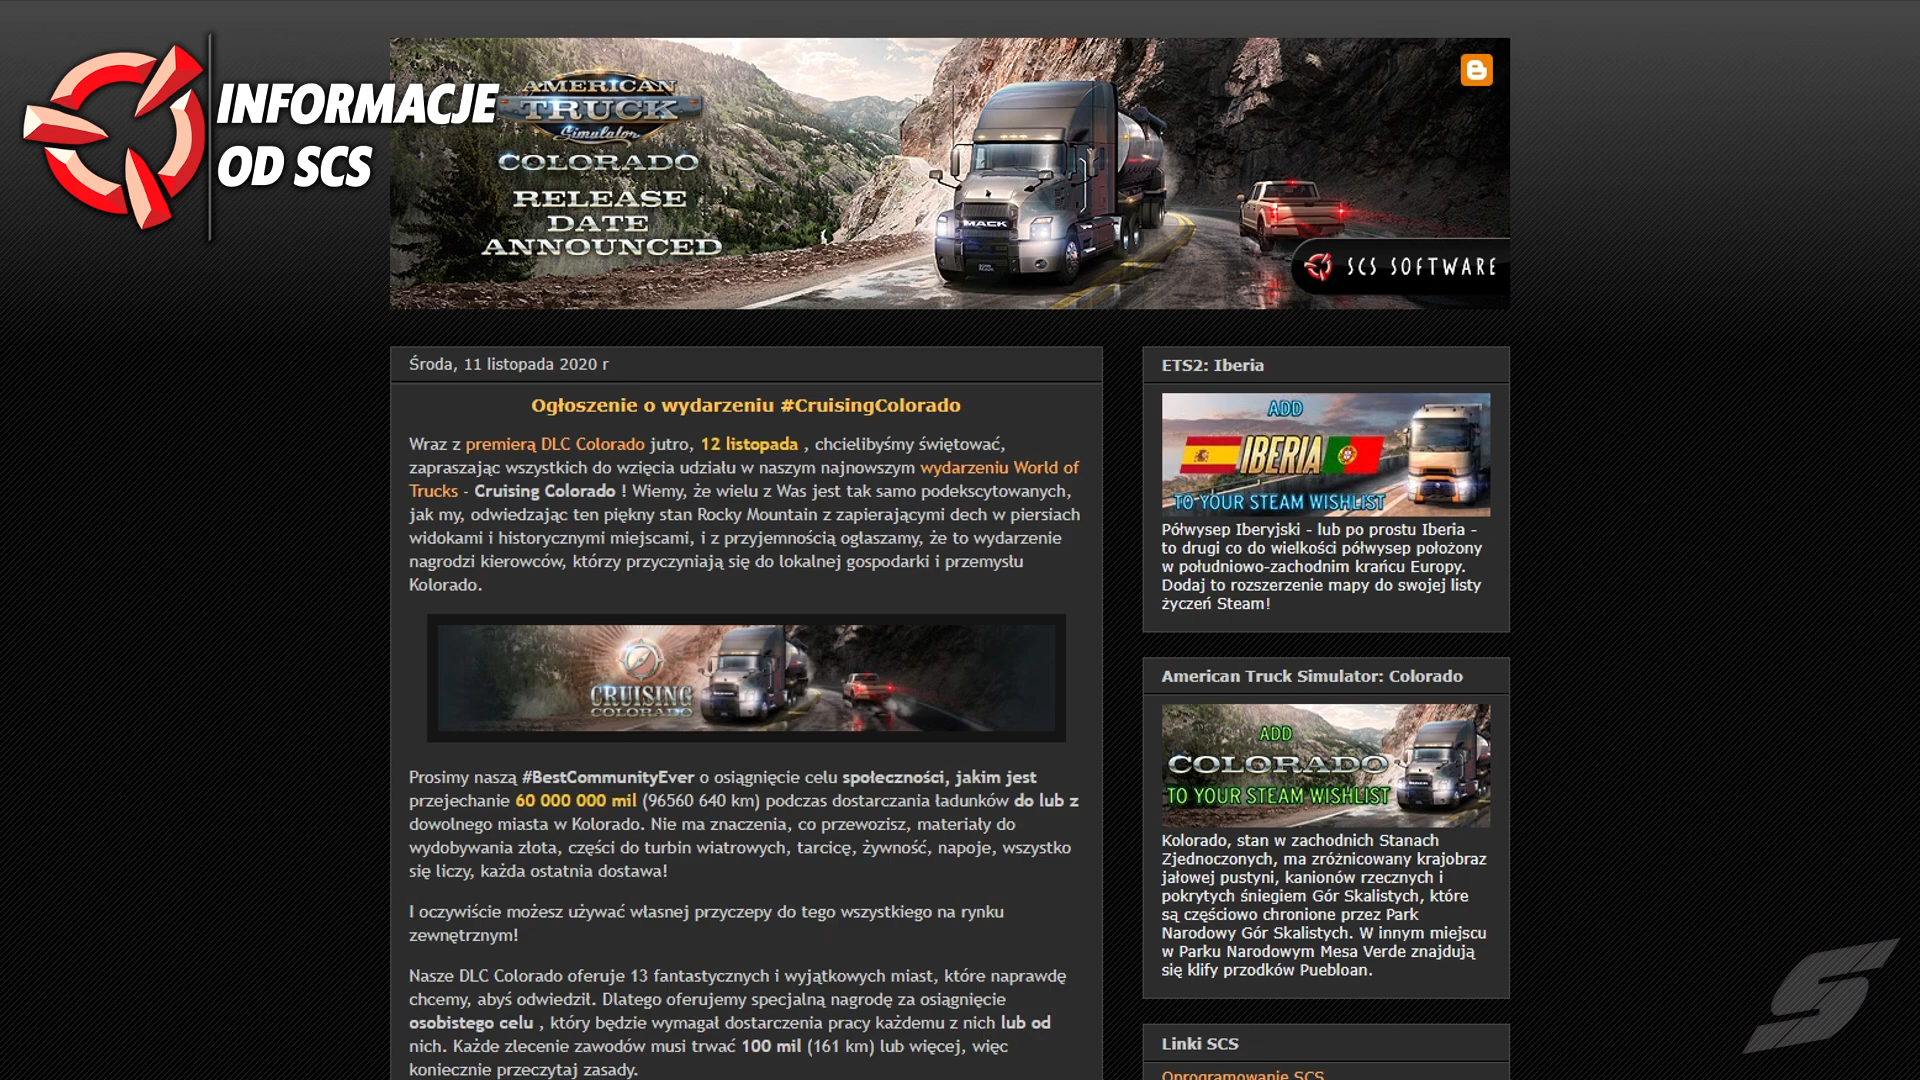 INFORMACJE
OD SCS
AMERICAN
TRUCK
Simulator
COLORADO
RELEASE
DATE
ANNOUNCED
MACK
SCS SOFTWARE
Środa, 11 listopada 2020 r
Ogłoszenie o wydarzeniu #CruisingColorado
Wraz z premierą DLC Colorado jutro, 12 listopada , chcielibyśmy świętować,
zapraszając wszystkich do wzięcia udziału w naszym najnowszym wydarzeniu World of
Trucks - Cruising Colorado ! Wiemy, że wielu z Was jest tak samo podekscytowanych,
jak my, odwiedzając ten piękny stan Rocky Mountain z zapierającymi dech w piersiach
widokami i historycznymi miejscami, i z przyjemnością ogłaszamy, że to wydarzenie
nagrodzi kierowców, którzy przyczyniają się do lokalnej gospodarki i przemysłu
Kolorado.
CRUISING
COLORADO
Prosimy naszą #BestCommunityEver o osiągnięcie celu społeczności, jakim jest
przejechanie 60 000 000 mil (96560 640 km) podczas dostarczania ładunków do lub z
dowolnego miasta w Kolorado. Nie ma znaczenia, co przewozisz, materiały do
wydobywania złota, części do turbin wiatrowych, tarcicę, żywność, napoje, wszystko
się liczy, każda ostatnia dostawa!
I oczywiście możesz używać własnej przyczepy do tego wszystkiego na rynku
zewnętrznym!
Nasze DLC Colorado oferuje 13 fantastycznych i wyjątkowych miast, które naprawdę
chcemy, abyś odwiedził. Dlatego oferujemy specjalną nagrodę za osiągnięcie
osobistego celu , który będzie wymagał dostarczenia pracy każdemu z nich lub od
nich. Każde zlecenie zawodów musi trwać 100 mil (161 km) lub więcej, więc
koniecznie przeczytaj zasady.
ETS2: Iberia
ADD
IBERIA
TO YOUR STEAM WISHLIST
Półwysep Iberyjski - lub po prostu Iberia -
to drugi co do wielkości półwysep położony
w południowo-zachodnim krańcu Europy.
Dodaj to rozszerzenie mapy do swojej listy
życzeń Steam!
American Truck Simulator: Colorado
ADD
COLORADO
TO YOUR STEAM WISHLIST
Kolorado, stan w zachodnich Stanach
Zjednoczonych, ma zróżnicowany krajobraz
jałowej pustyni, kanionów rzecznych i
pokrytych śniegiem Gór Skalistych, które
są częściowo chronione przez Park
Narodowy Gór Skalistych. W innym miejscu
w Parku Narodowym Mesa Verde znajdują
się klify przodków Puebloan.
Linki SCS
Oprogramowanie SCS